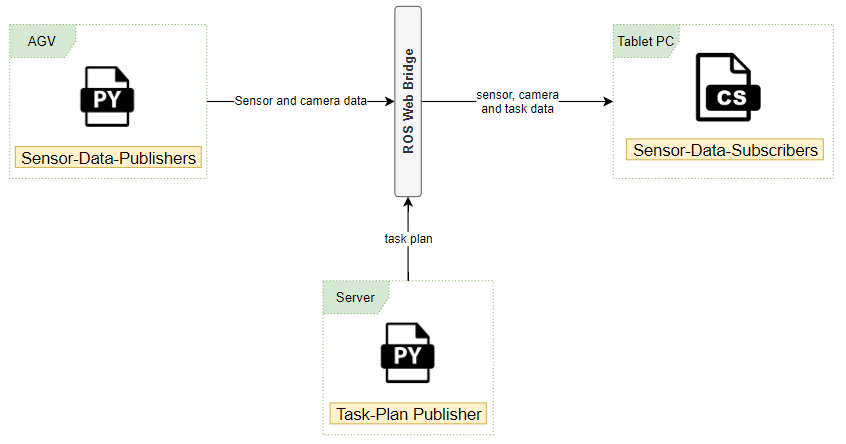 AGV
PY
Sensor-Data-Publishers
Sensor and camera data
ROS Web Bridge
sensor, camera
and task data
Tablet PC
CS
Sensor-Data-Subscribers
task plan
Server
PY
Task-Plan Publisher